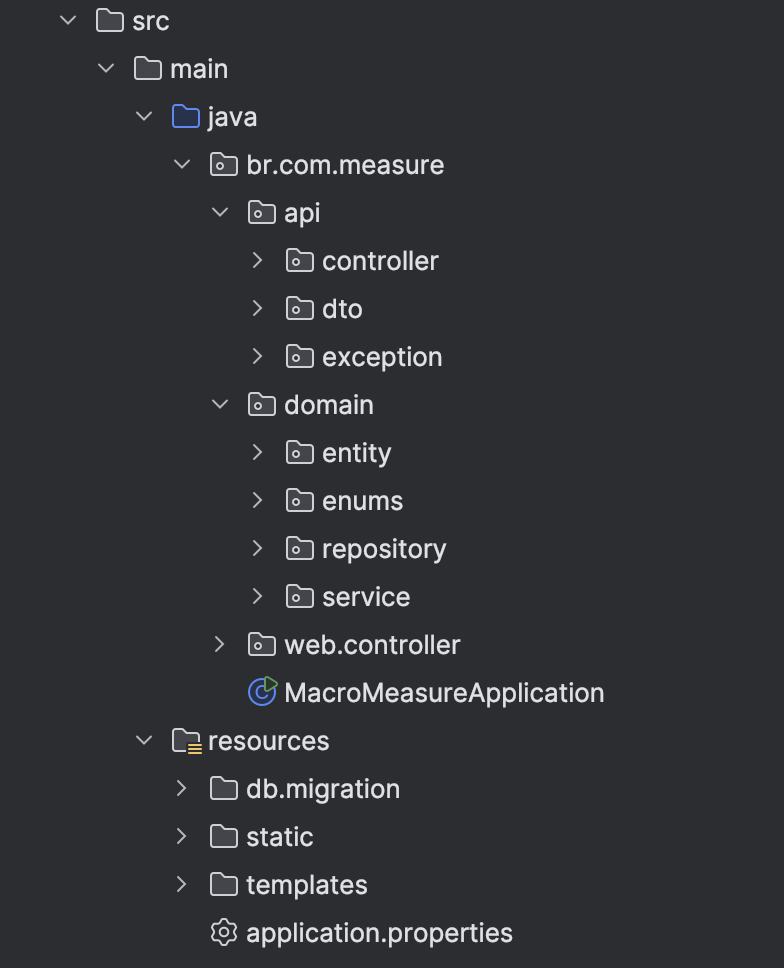 src
main
java
br.com.measure
api
controller
dto
exception
domain
entity
enums
repository
service
web.controller
MacroMeasureApplication
resources
db.migration
static
templates
application.properties